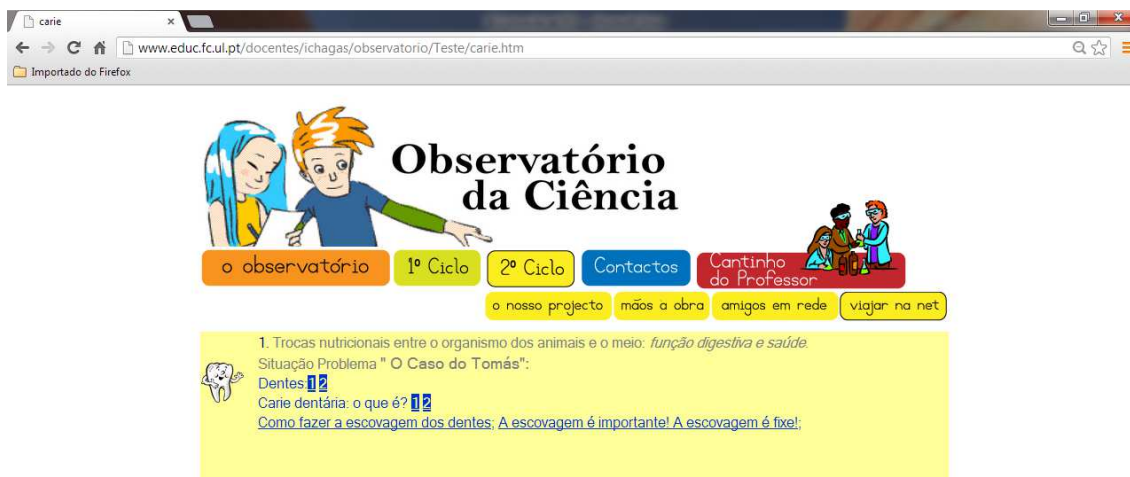 carie
www.educ.fc.ul.pt/docentes/ichagas/observatorio/Teste/carie.htm
Importado do Firefox
Observatório
da Ciência
o observatório
1º Ciclo
2º Ciclo
Contactos
Cantinho
do Professor
o nosso projecto
mãos a obra
amigos em rede
viajar na net
1. Trocas nutricionais entre o organismo dos animais e o meio: função digestiva e saúde.
Situação Problema " O Caso do Tomás":
Dentes:1 2
Carie dentária: o que é? 1 2
Como fazer a escovagem dos dentes; A escovagem é importante! A escovagem é fixe!;